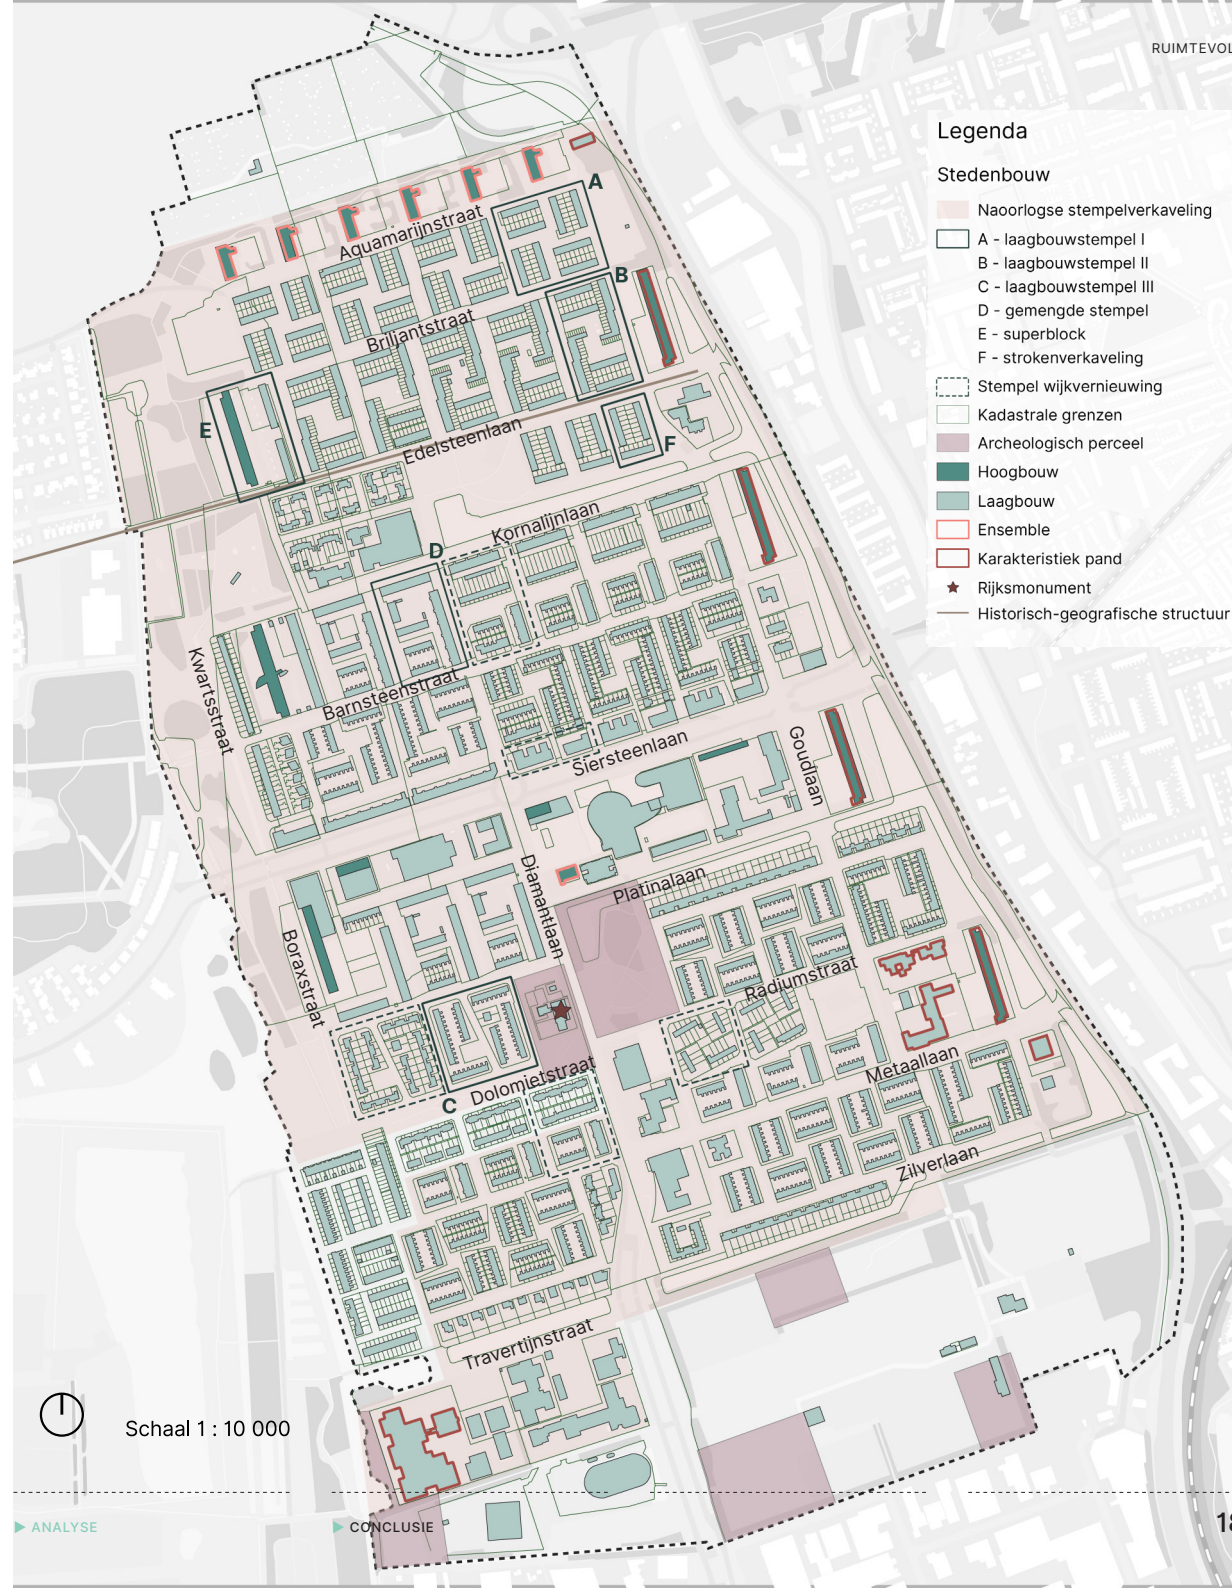 RUIMTEVOL
Legenda
Stedenbouw
Naoorlogse stempelverkaveling
A - laagbouwstempel I
B - laagbouwstempel II
C - laagbouwstempel III
D - gemengde stempel
E - superblock
F - strokenverkaveling
Stempel wijkvernieuwing
Kadastrale grenzen
Archeologisch perceel
Hoogbouw
Laagbouw
Ensemble
Karakteristiek pand
Rijksmonument
Historisch-geografische structuur
A
Aquamarijnstraat
B
Briljantstraat
E
Edelsteenlaan
F
Kornalijnlaan
D
Kwartsstraat
Barnsteenstraat
Siersteenlaan
Goudlaan
Diamantlaan
Platinalaan
Boraxstraat
Radiumstraat
Metaallaan
Dolomietstraat
C
Zilverlaan
Travertijnstraat
Schaal 1 : 10 000
ANALYSE
CONCLUSIE
18